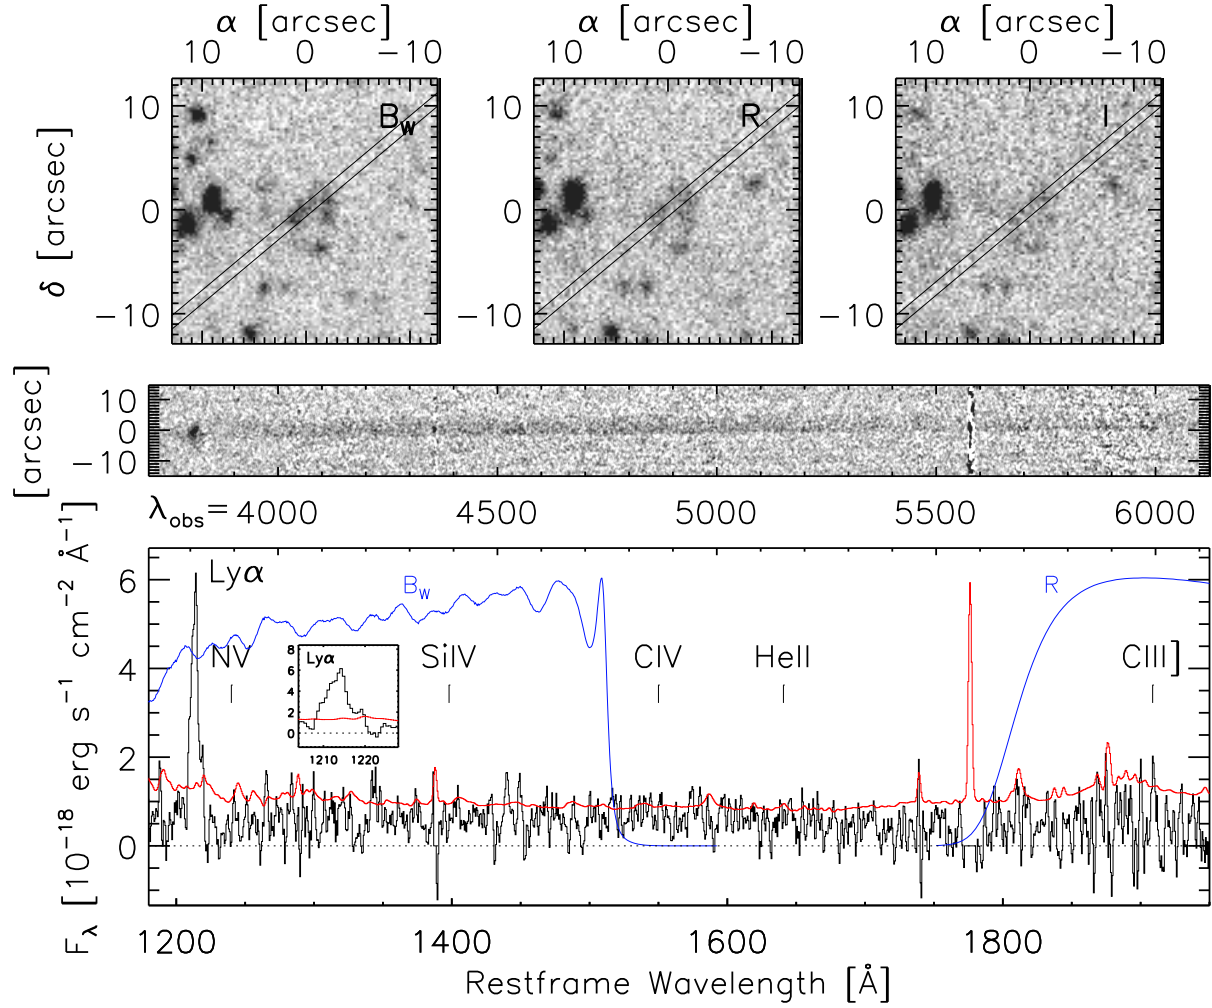 α [arcsec] α [arcsec] α [arcsec]
10 0 −10 10 0 −10 10 0 −10
B_W R I
10 10 10
δ [arcsec]
0 0 0
−10 −10 −10
[arcsec]
10
0
−10
λ_obs= 4000 4500 5000 5500 6000
F_λ [10⁻¹⁸ erg s⁻¹ cm⁻² Å⁻¹]
6
4
2
0
Lyα B_W R
NV SiIV CIV HeII CIII]
Lyα
8
6
4
2
0
1210 1220
1200 1400 1600 1800
Restframe Wavelength [Å]